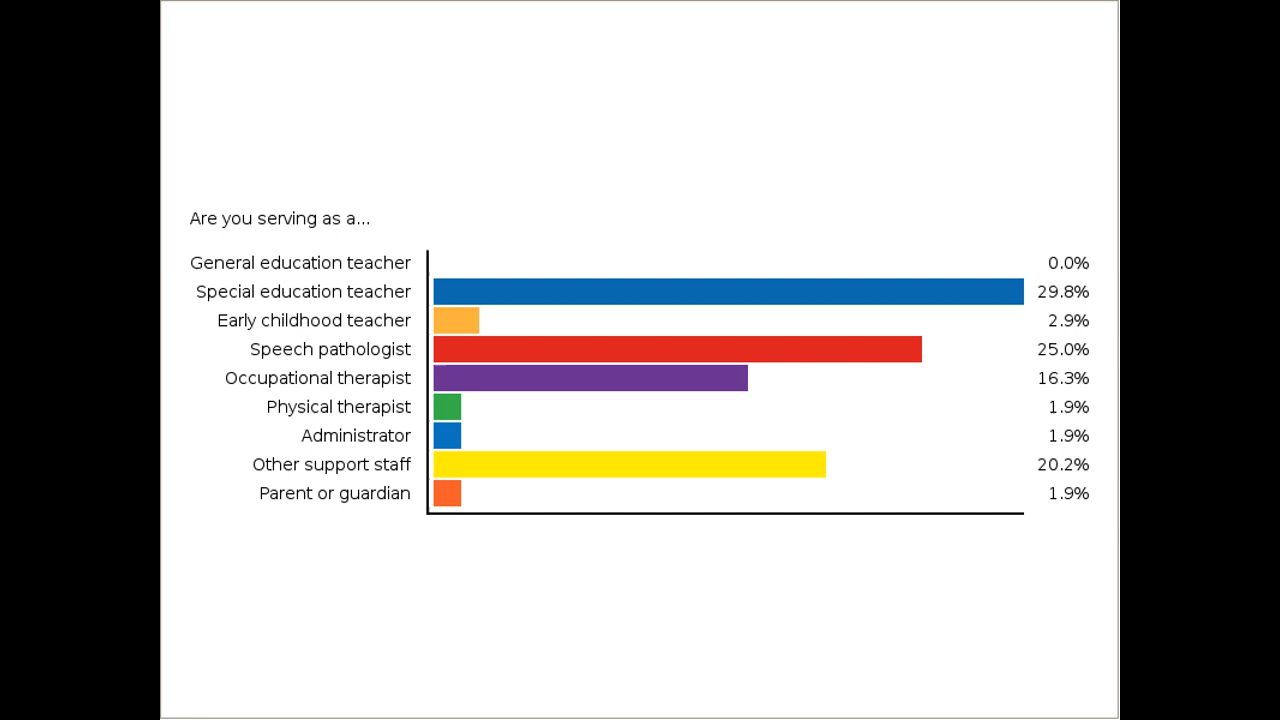 Are you serving as a...
General education teacher 0.0%
Special education teacher 29.8%
Early childhood teacher 2.9%
Speech pathologist 25.0%
Occupational therapist 16.3%
Physical therapist 1.9%
Administrator 1.9%
Other support staff 20.2%
Parent or guardian 1.9%